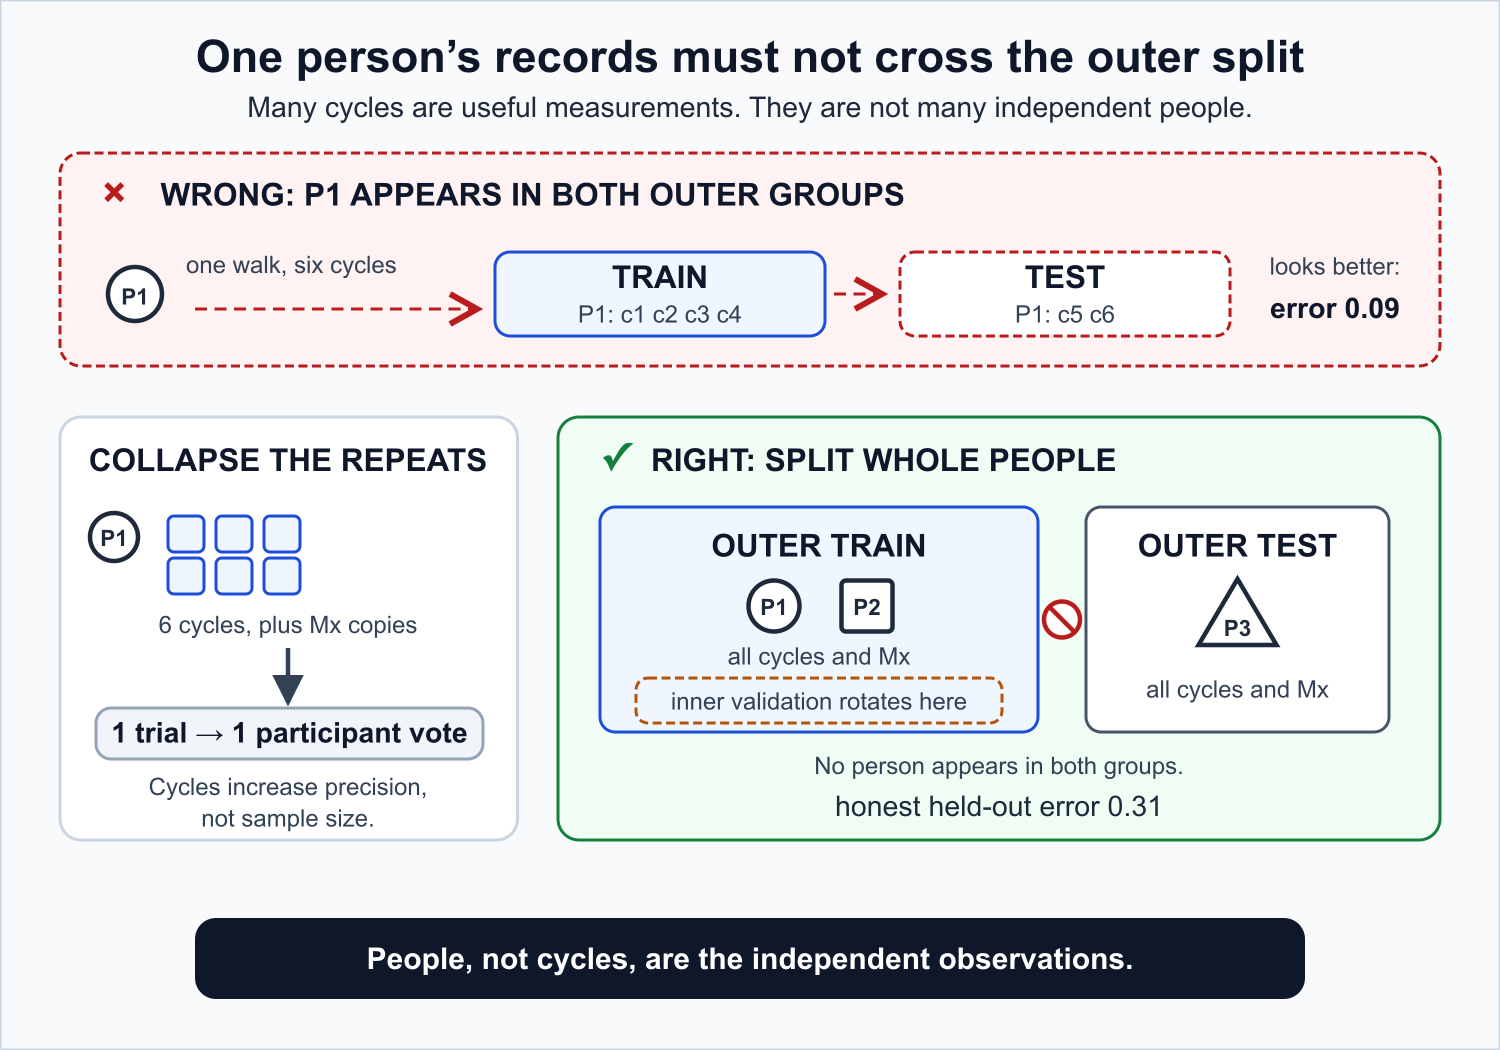 One person’s records must not cross the outer split
Many cycles are useful measurements. They are not many independent people.
WRONG: P1 APPEARS IN BOTH OUTER GROUPS
P1
one walk, six cycles
TRAIN
P1: c1 c2 c3 c4
TEST
P1: c5 c6
looks better:
error 0.09
COLLAPSE THE REPEATS
P1
6 cycles, plus Mx copies
1 trial → 1 participant vote
Cycles increase precision,
not sample size.
RIGHT: SPLIT WHOLE PEOPLE
OUTER TRAIN
P1 P2
all cycles and Mx
inner validation rotates here
OUTER TEST
P3
all cycles and Mx
No person appears in both groups.
honest held-out error 0.31
People, not cycles, are the independent observations.